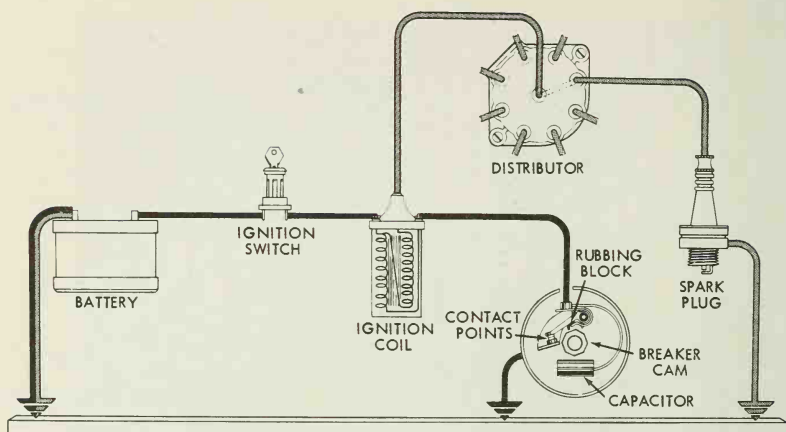 DISTRIBUTOR
IGNITION
SWITCH
BATTERY
IGNITION
COIL
RUBBING
BLOCK
CONTACT
POINTS
SPARK
PLUG
BREAKER
CAM
CAPACITOR